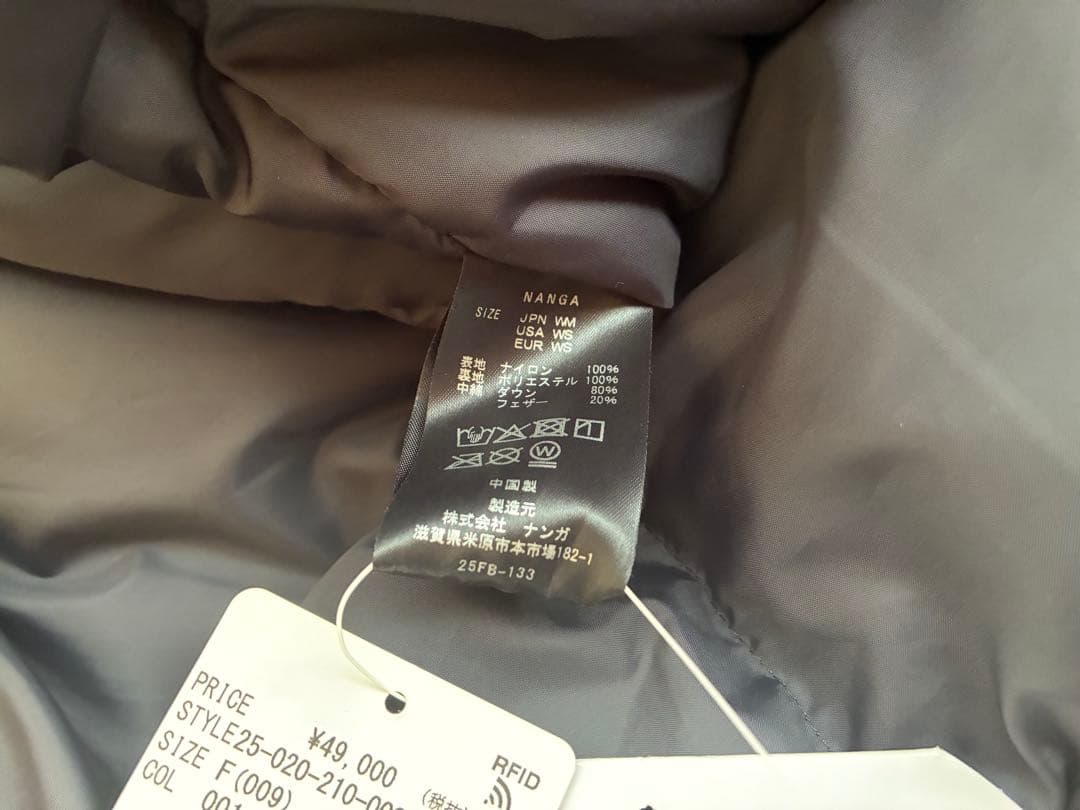 NANGA
SIZE JPN WM
USA WS
EUR WS
表地 ナイロン 100%
裏地 ポリエステル 100%
中綿 ダウン 80%
フェザー 20%
W
中国製
製造元
株式会社 ナンガ
滋賀県米原市本市場182-1
25FB-133
PRICE
¥49,000
STYLE25-020-210-00
(税抜
SIZE F(009)
COL 001
RFID